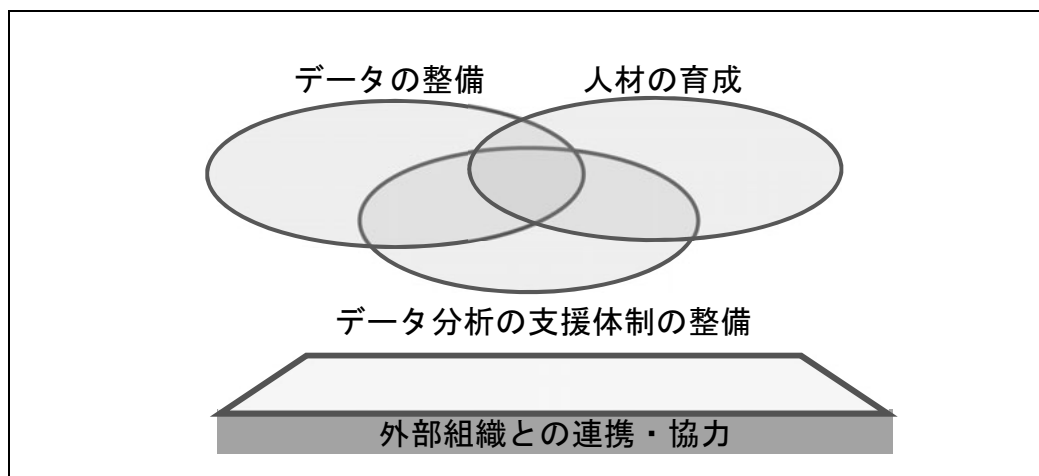 データの整備
人材の育成
データ分析の支援体制の整備
外部組織との連携・協力